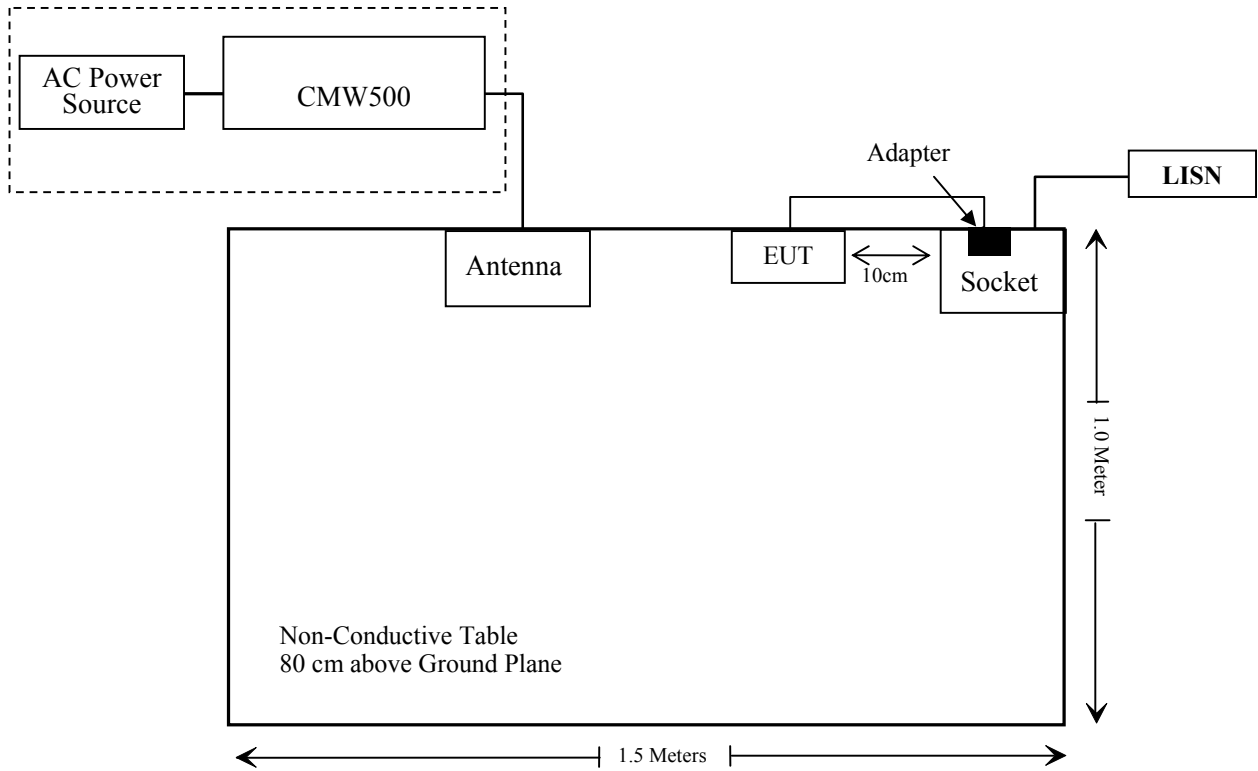 AC Power
Source
CMW500
Adapter
LISN
Antenna
EUT
10cm
Socket
1.0 Meter
Non-Conductive Table
80 cm above Ground Plane
1.5 Meters